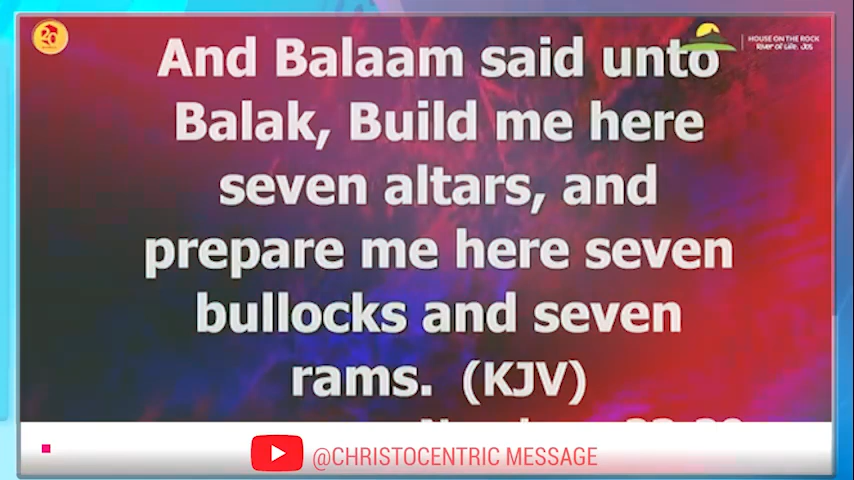 HOUSE ON THE ROCK
River of Life, Jos
And Balaam said unto
Balak, Build me here
seven altars, and
prepare me here seven
bullocks and seven
rams. (KJV)
@CHRISTOCENTRIC MESSAGE